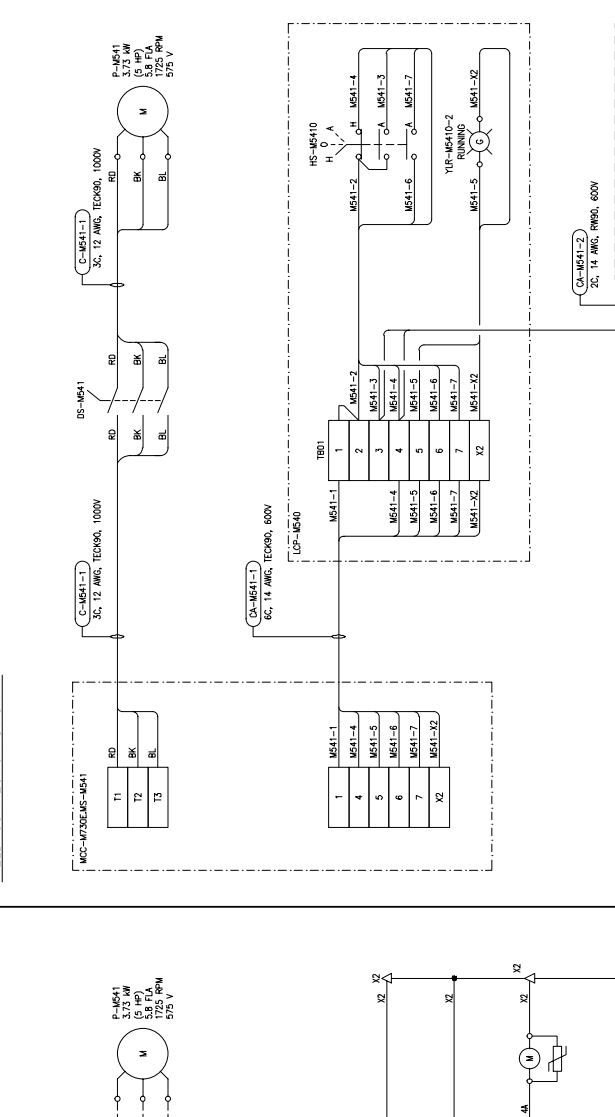 P-M541
3.73 kW
(5 HP)
5.8 FLA
1725 RPM
575 V
M
RD
BK
BL
C-M541-1
3C, 12 AWG, TECK90, 1000V
RD
BK
BL
DS-M541
RD
BK
BL
C-M541-1
3C, 12 AWG, TECK90, 1000V
RD
BK
BL
T1
T2
T3
MCC-M730E.MS-M541
HS-M5410
H
O
A
M541-2
H
M541-4
A
M541-3
M541-6
A
M541-7
YLR-M5410-2
RUNNING
M541-5
G
M541-X2
CA-M541-2
2C, 14 AWG, RW90, 600V
TB01
1
2
3
4
5
6
7
X2
M541-2
M541-3
M541-4
M541-5
M541-6
M541-7
M541-X2
M541-1
M541-4
M541-5
M541-6
M541-7
M541-X2
LCP-M540
CA-M541-1
6C, 14 AWG, TECK90, 600V
M541-1
M541-4
M541-5
M541-6
M541-7
M541-X2
1
4
5
6
7
X2
P-M541
3.73 kW
(5 HP)
5.8 FLA
1725 RPM
575 V
M
X2
X2
X2
X2
X2
M
4A